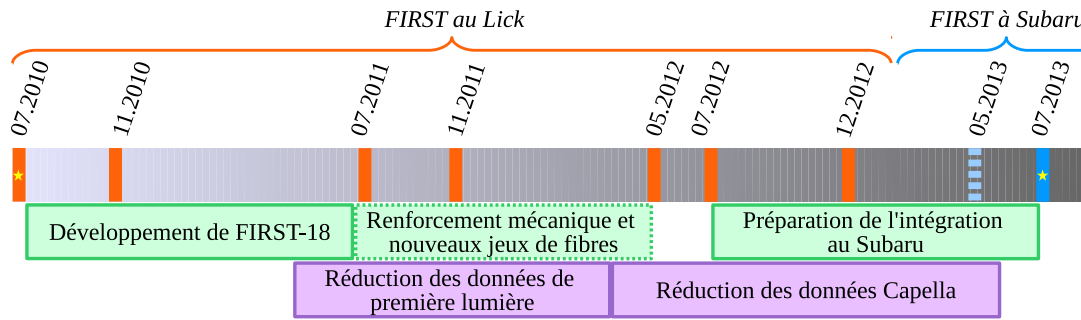 FIRST au Lick
FIRST à Subaru
07.2010
11.2010
07.2011
11.2011
05.2012
07.2012
12.2012
05.2013
07.2013
Développement de FIRST-18
Renforcement mécanique et
nouveaux jeux de fibres
Préparation de l'intégration
au Subaru
Réduction des données de
première lumière
Réduction des données Capella